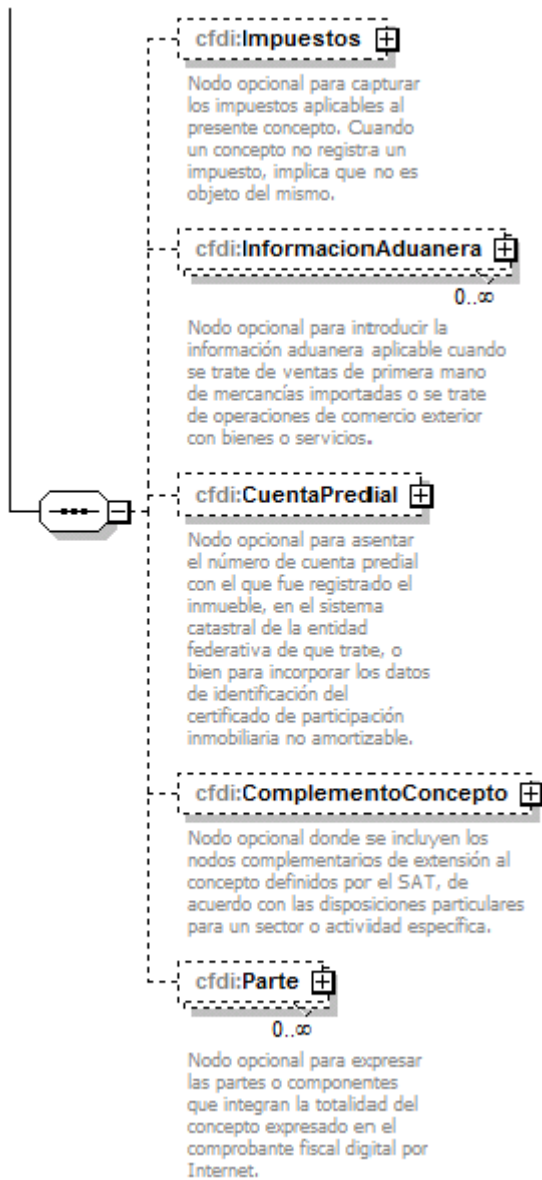 cfdi:Impuestos
Nodo opcional para capturar
los impuestos aplicables al
presente concepto. Cuando
un concepto no registra un
impuesto, implica que no es
objeto del mismo.
cfdi:InformacionAduanera
0..∞
Nodo opcional para introducir la
información aduanera aplicable cuando
se trate de ventas de primera mano
de mercancías importadas o se trate
de operaciones de comercio exterior
con bienes o servicios.
cfdi:CuentaPredial
Nodo opcional para asentar
el número de cuenta predial
con el que fue registrado el
inmueble, en el sistema
catastral de la entidad
federativa de que trate, o
bien para incorporar los datos
de identificación del
certificado de participación
inmobiliaria no amortizable.
cfdi:ComplementoConcepto
Nodo opcional donde se incluyen los
nodos complementarios de extensión al
concepto definidos por el SAT, de
acuerdo con las disposiciones particulares
para un sector o actividad específica.
cfdi:Parte
0..∞
Nodo opcional para expresar
las partes o componentes
que integran la totalidad del
concepto expresado en el
comprobante fiscal digital por
Internet.